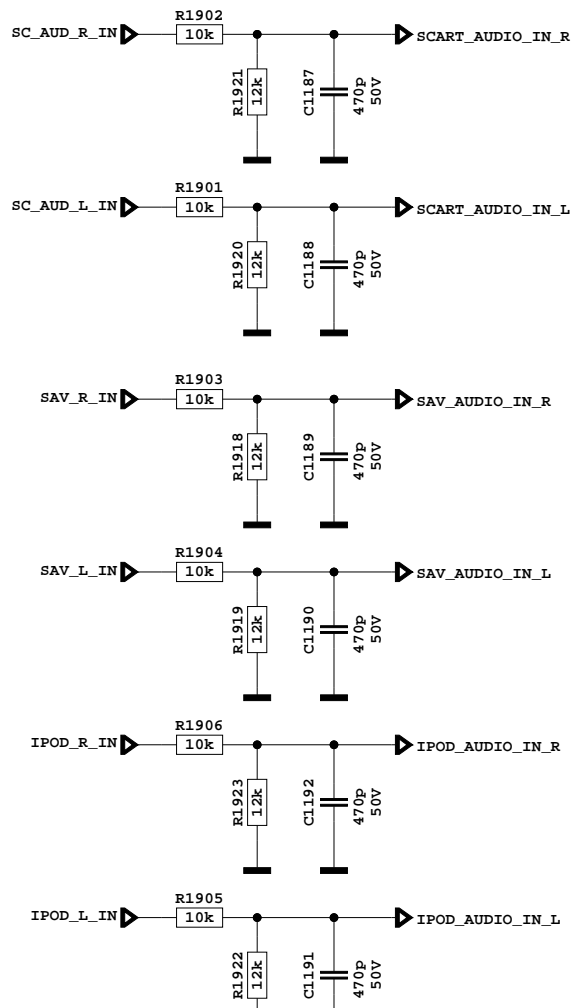 R1902
SC_AUD_R_IN 10k SCART_AUDIO_IN_R
R1921 12k C1187 470p 50V
R1901
SC_AUD_L_IN 10k SCART_AUDIO_IN_L
R1920 12k C1188 470p 50V
R1903
SAV_R_IN 10k SAV_AUDIO_IN_R
R1918 12k C1189 470p 50V
R1904
SAV_L_IN 10k SAV_AUDIO_IN_L
R1919 12k C1190 470p 50V
R1906
IPOD_R_IN 10k IPOD_AUDIO_IN_R
R1923 12k C1192 470p 50V
R1905
IPOD_L_IN 10k IPOD_AUDIO_IN_L
R1922 12k C1191 470p 50V